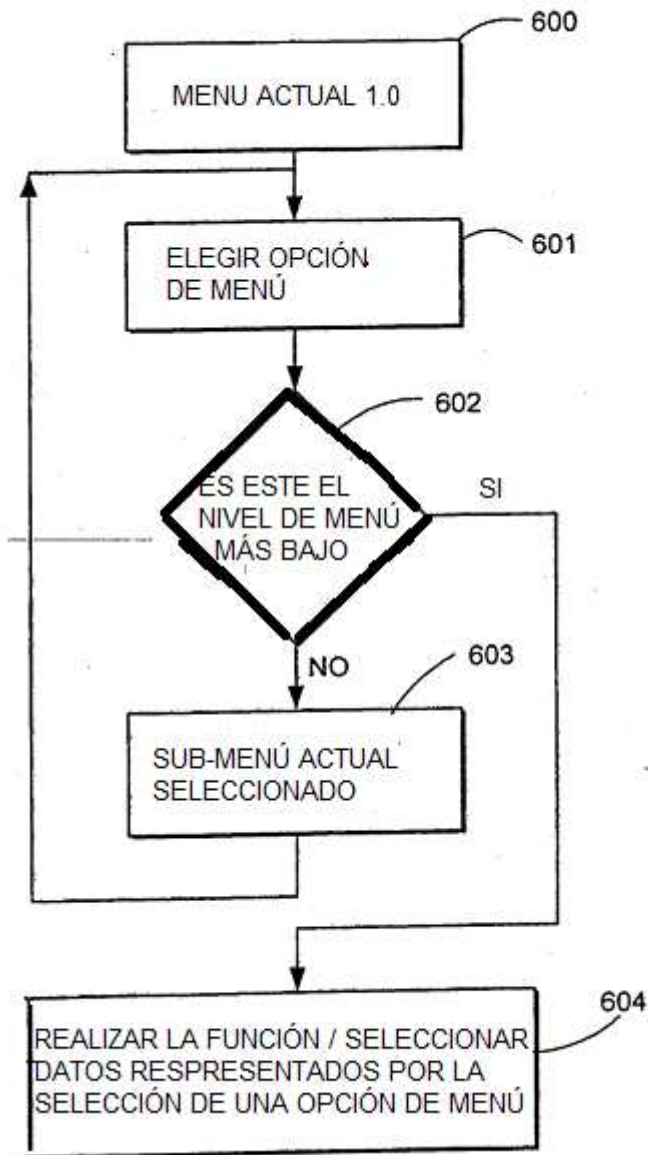 600
MENU ACTUAL 1.0
601
ELEGIR OPCIÓN
DE MENÚ
602
ES ESTE EL
NIVEL DE MENÚ
MÁS BAJO
SI
NO
603
SUB-MENÚ ACTUAL
SELECCIONADO
604
REALIZAR LA FUNCIÓN / SELECCIONAR
DATOS RESPRESENTADOS POR LA
SELECCIÓN DE UNA OPCIÓN DE MENÚ